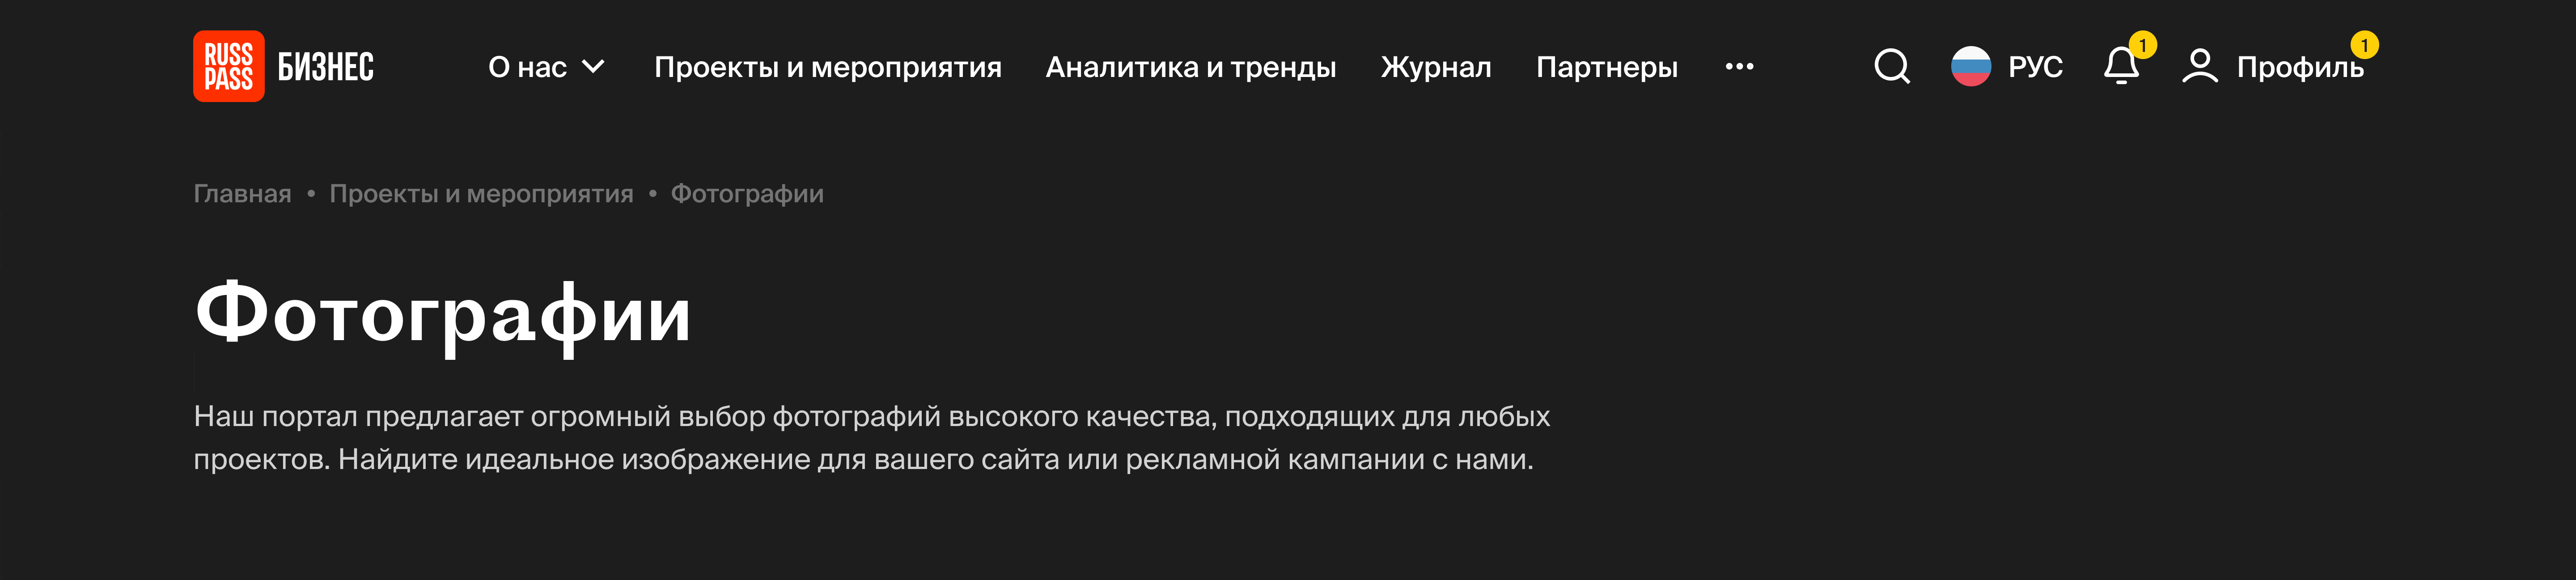 RUSS
PASS
БИЗНЕС
О нас
Проекты и мероприятия
Аналитика и тренды
Журнал
Партнеры
РУС
1
Профиль
1
Главная • Проекты и мероприятия • Фотографии
Фотографии
Наш портал предлагает огромный выбор фотографий высокого качества, подходящих для любых
проектов. Найдите идеальное изображение для вашего сайта или рекламной кампании с нами.